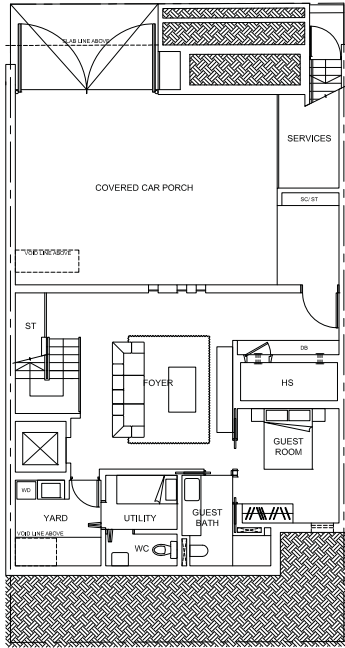 SLAB LINE ABOVE
SERVICES
COVERED CAR PORCH
SC/ ST
VOID LINE ABOVE
ST
DB
FOYER
HS
GUEST
ROOM
WD
YARD
UTILITY
GUEST
BATH
VOID LINE ABOVE
WC